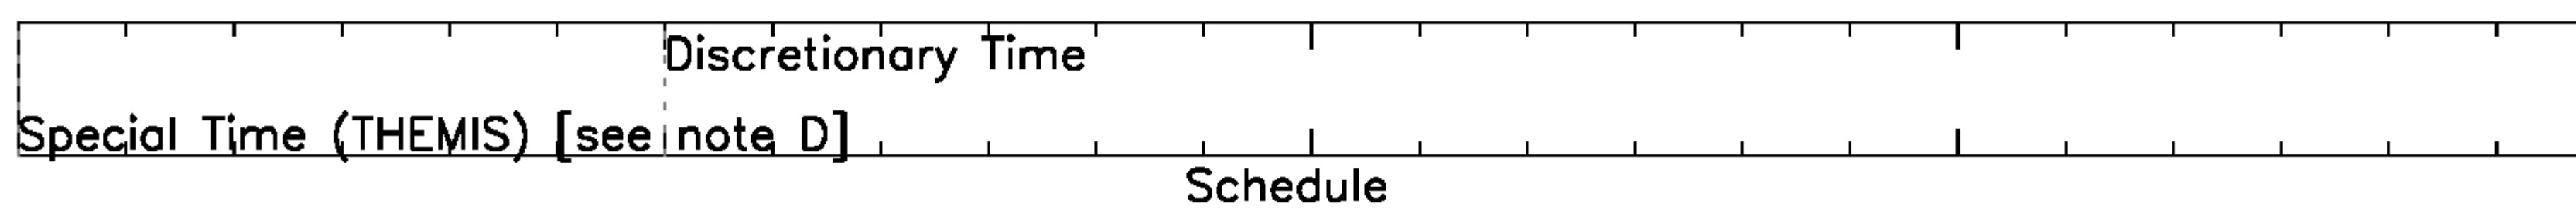 Discretionary Time
Special Time (THEMIS) [see note D]
Schedule